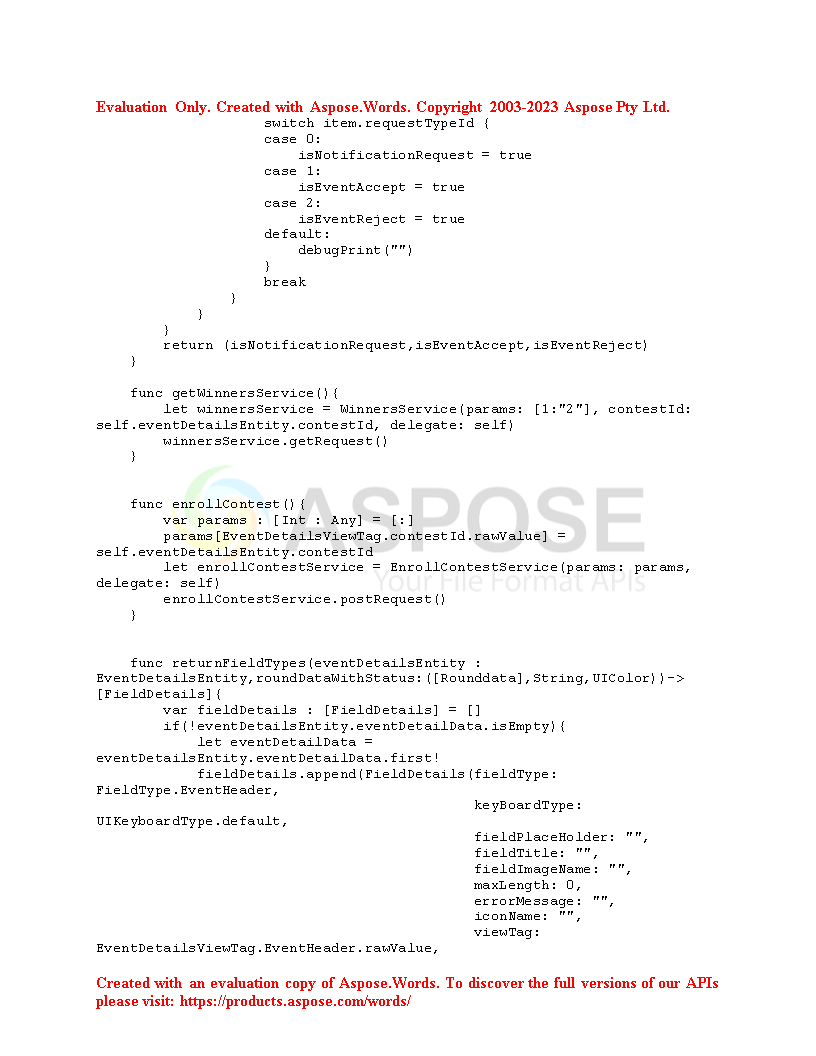 Evaluation Only. Created with Aspose.Words. Copyright 2003-2023 Aspose Pty Ltd.
switch item.requestTypeId {
case 0:
isNotificationRequest = true
case 1:
isEventAccept = true
case 2:
isEventReject = true
default:
debugPrint("")
}
break
}
}
}
return (isNotificationRequest,isEventAccept,isEventReject)
}
func getWinnersService(){
let winnersService = WinnersService(params: [1:"2"], contestId:
self.eventDetailsEntity.contestId, delegate: self)
winnersService.getRequest()
}
func enrollContest(){
var params : [Int : Any] = [:]
params[EventDetailsViewTag.contestId.rawValue] =
self.eventDetailsEntity.contestId
let enrollContestService = EnrollContestService(params: params,
delegate: self)
enrollContestService.postRequest()
}
ASPOSE
Your File Format APIs
func returnFieldTypes(eventDetailsEntity :
EventDetailsEntity,roundDataWithStatus:([Rounddata],String,UIColor))->
[FieldDetails]{
var fieldDetails : [FieldDetails] = []
if(!eventDetailsEntity.eventDetailData.isEmpty){
let eventDetailData =
eventDetailsEntity.eventDetailData.first!
fieldDetails.append(FieldDetails(fieldType:
FieldType.EventHeader,
keyBoardType:
UIKeyboardType.default,
fieldPlaceHolder: "",
fieldTitle: "",
fieldImageName: "",
maxLength: 0,
errorMessage: "",
iconName: "",
viewTag:
EventDetailsViewTag.EventHeader.rawValue,
Created with an evaluation copy of Aspose.Words. To discover the full versions of our APIs
please visit: https://products.aspose.com/words/